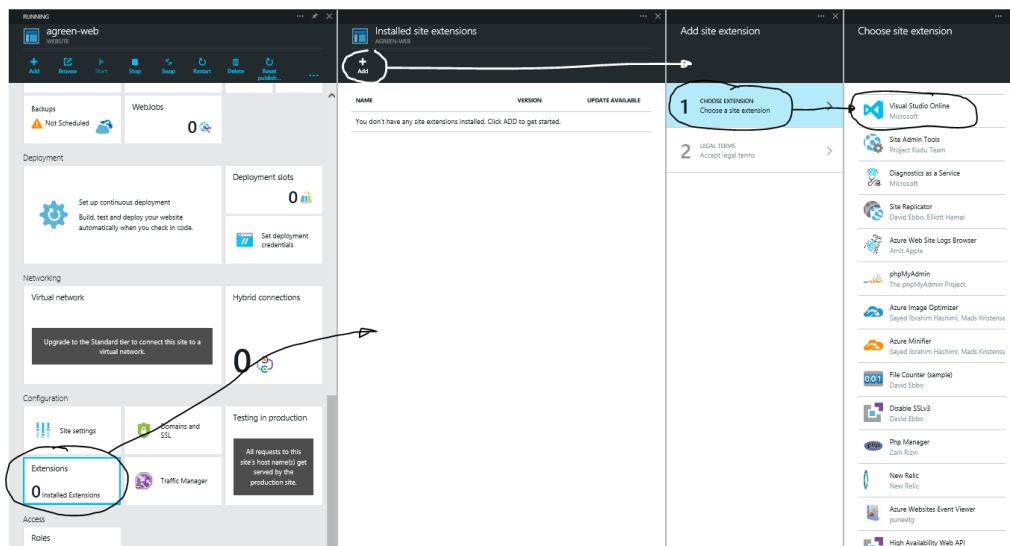 RUNNING
agreen-web
WEBSITE
Add
Browse
Start
Stop
Swap
Restart
Delete
Reset
publish...
Backups
Not Scheduled
WebJobs
0
Deployment
Set up continuous deployment
Build, test and deploy your website
automatically when you check in code.
Deployment slots
0
Set deployment
credentials
Networking
Virtual network
Upgrade to the Standard tier to connect this site to a
virtual network.
Hybrid connections
0
Configuration
Site settings
Domains and
SSL
Testing in production
All requests to this
site's host name(s) get
served by the
production site.
Extensions
0 Installed Extensions
Traffic Manager
Access
Roles
Installed site extensions
AGREEN-WEB
Add
NAME VERSION UPDATE AVAILABLE
You don't have any site extensions installed. Click ADD to get started.
Add site extension
1 CHOOSE EXTENSION
Choose a site extension
2 LEGAL TERMS
Accept legal terms
Choose site extension
Visual Studio Online
Microsoft
Site Admin Tools
Project Kudu Team
Diagnostics as a Service
Microsoft
Site Replicator
David Ebbo, Elliott Hamai
Azure Web Site Logs Browser
Amit Apple
phpMyAdmin
The phpMyAdmin Project
Azure Image Optimizer
Sayed Ibrahim Hashimi, Mads Kristense
Azure Minifier
Sayed Ibrahim Hashimi, Mads Kristense
001
File Counter (sample)
David Ebbo
Disable SSLv3
David Ebbo
php
Php Manager
Zain Rizvi
New Relic
New Relic
Azure Websites Event Viewer
puneetg
High Availability Web API